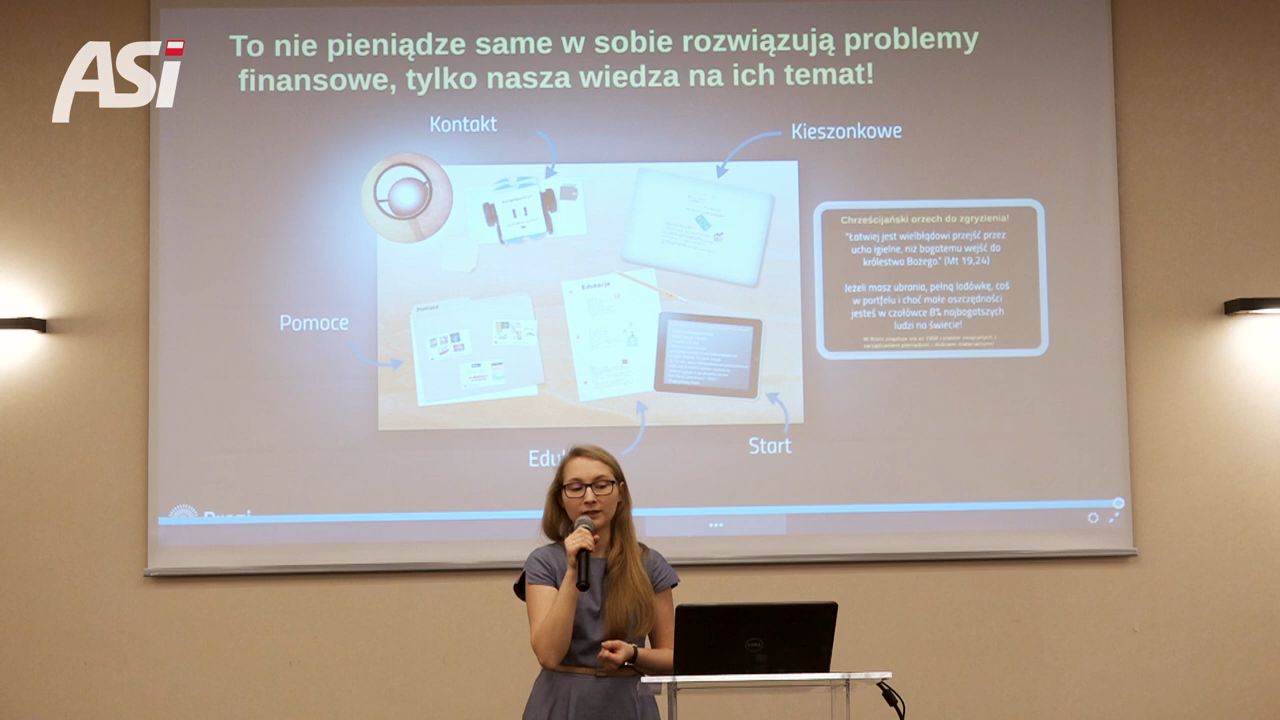 ASi
To nie pieniądze same w sobie rozwiązują problemy
finansowe, tylko nasza wiedza na ich temat!
Kontakt
Kieszonkowe
Chrześcijański orzech do zgryzienia!
"Łatwiej jest wielbłądowi przejść przez
ucho igielne, niż bogatemu wejść do
królestwa Bożego." (Mt 19,24)
Jeżeli masz ubrania, pełną lodówkę, coś
w portfelu i choć małe oszczędności
jesteś w czołówce 8% najbogatszych
ludzi na świecie!
Edukacja
Pomoce
Start
Edu
Prezi
DELL